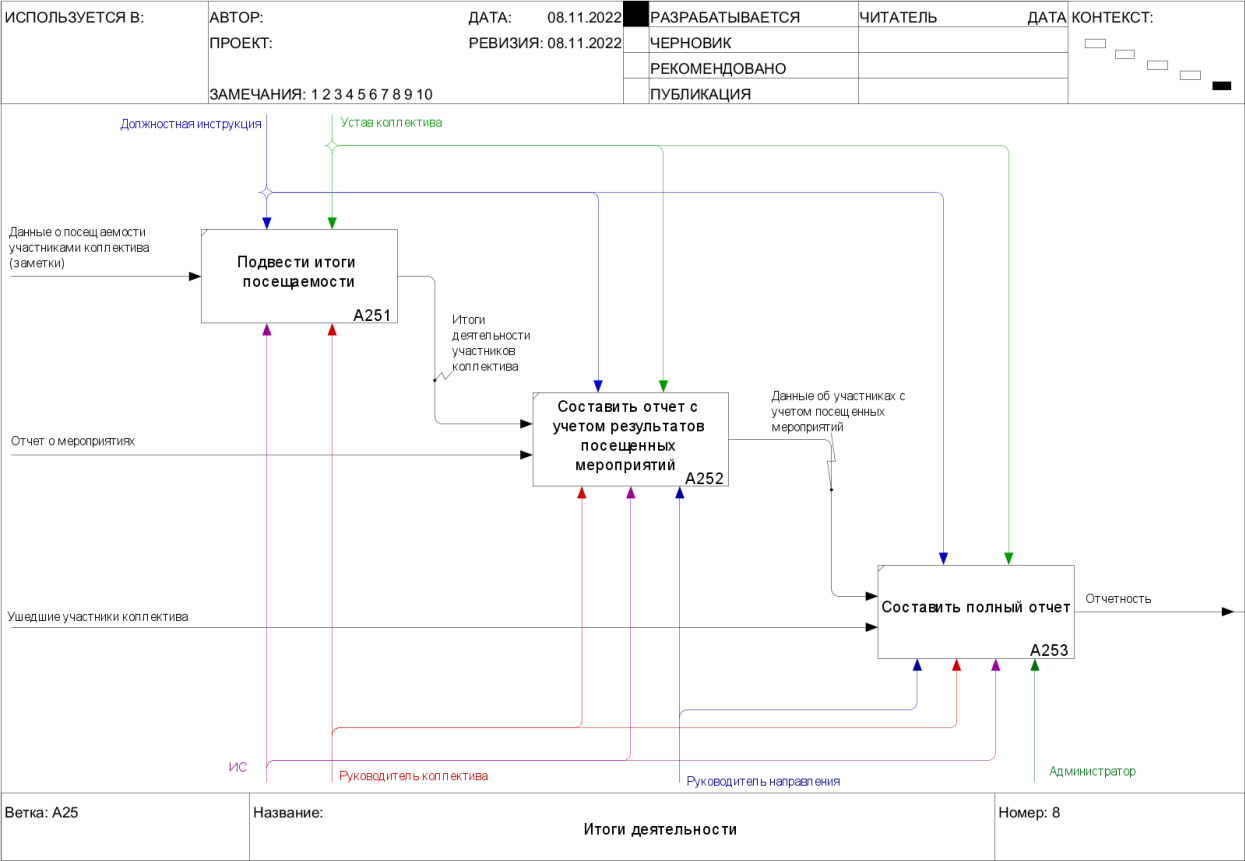 ИСПОЛЬЗУЕТСЯ В:
АВТОР:
ДАТА: 08.11.2022
РАЗРАБАТЫВАЕТСЯ
ЧИТАТЕЛЬ
ДАТА
КОНТЕКСТ:
ПРОЕКТ:
РЕВИЗИЯ: 08.11.2022
ЧЕРНОВИК
РЕКОМЕНДОВАНО
ЗАМЕЧАНИЯ: 1 2 3 4 5 6 7 8 9 10
ПУБЛИКАЦИЯ
Должностная инструкция
Устав коллектива
Данные о посещаемости
участниками коллектива
(заметки)
Подвести итоги
посещаемости
A251
Итоги
деятельности
участников
коллектива
Отчет о мероприятиях
Составить отчет с
учетом результатов
посещенных
мероприятий
A252
Данные об участниках с
учетом посещенных
мероприятий
Ушедшие участники коллектива
Составить полный отчет
A253
Отчетность
ИС
Руководитель коллектива
Руководитель направления
Администратор
Ветка: A25
Название:
Итоги деятельности
Номер: 8